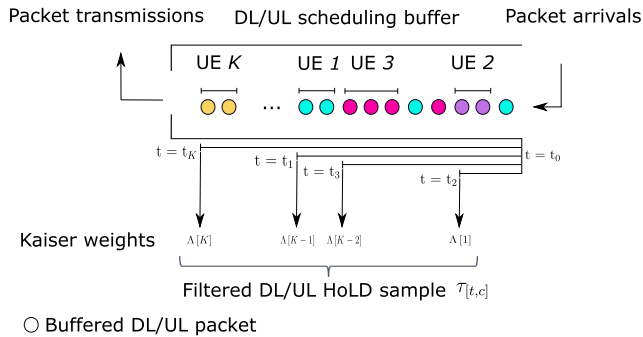 Packet transmissions DL/UL scheduling buffer Packet arrivals
UE K UE 1 UE 3 UE 2
...
t = t_K t = t_1 t = t_3 t = t_2 t = t_0
Kaiser weights Λ[K] Λ[K−1] Λ[K−2] Λ[1]
Filtered DL/UL HoLD sample τ_[t,c]
Buffered DL/UL packet